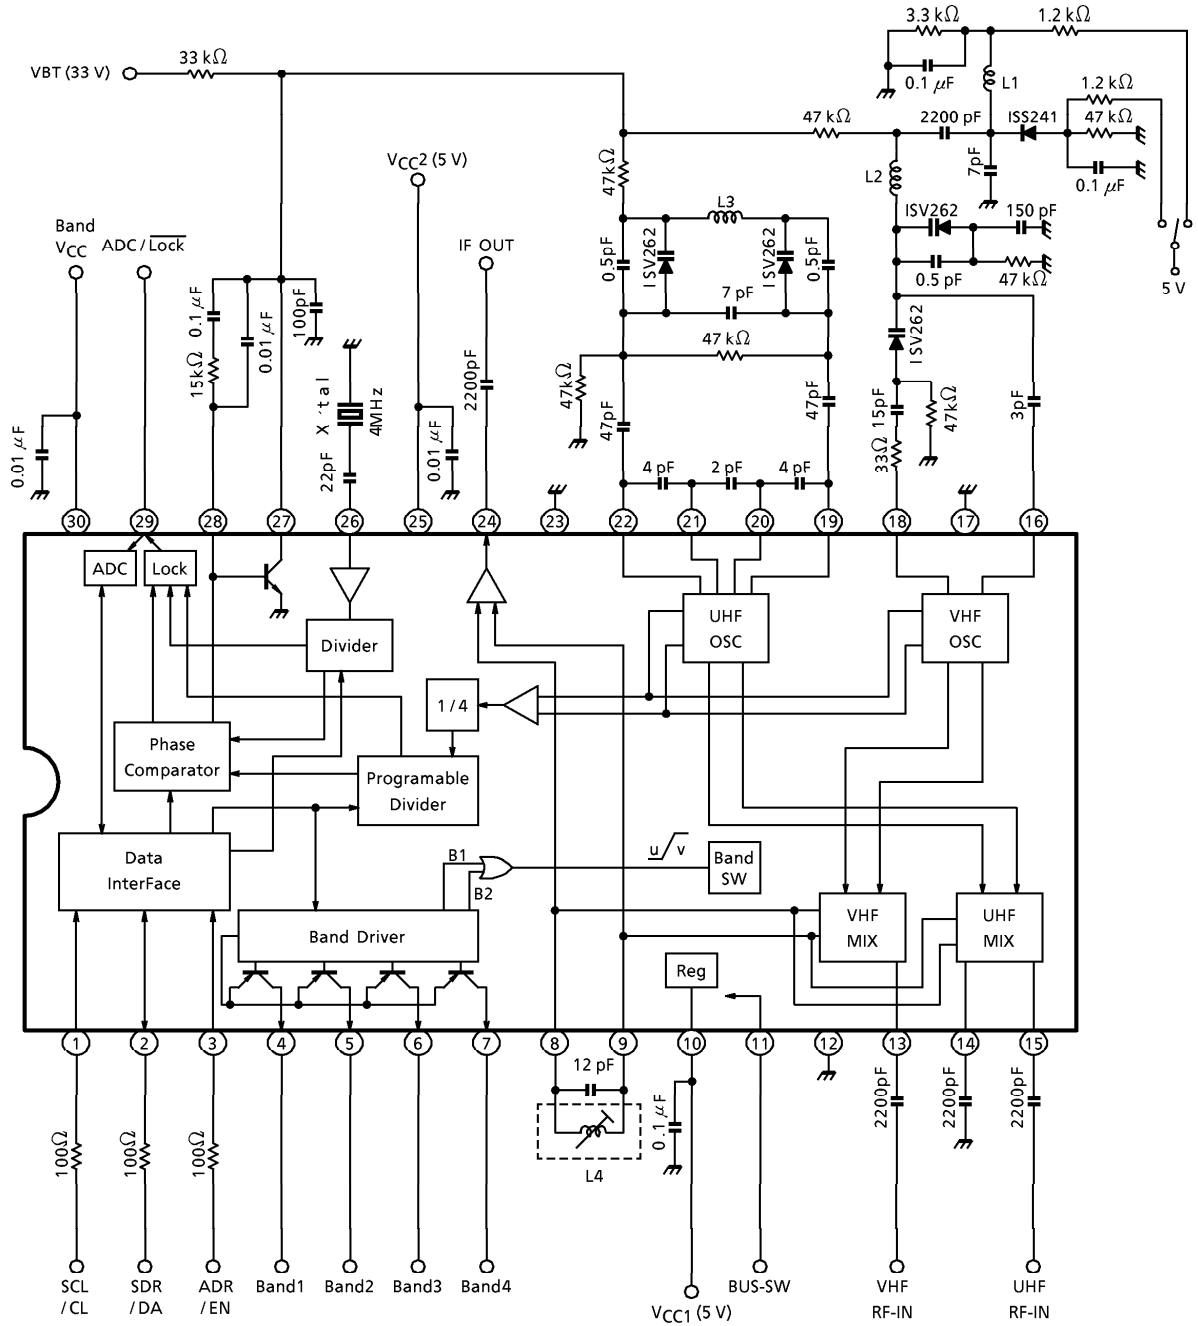 3.3 kΩ
1.2 kΩ
33 kΩ
VBT (33 V)
0.1 μF
L1
1.2 kΩ
47 kΩ
2200 pF
ISS241
47 kΩ
VCC2 (5 V)
47kΩ
L2
7pF
0.1 μF
Band
VCC
ADC / Lock
IF OUT
L3
ISV262
150 pF
0.5pF
ISV262
ISV262
0.5pF
0.5 pF
47 kΩ
5 V
0.1 μF
0.01 μF
100pF
7 pF
ISV262
15kΩ
47 kΩ
X´tal
4MHz
2200pF
47kΩ
47pF
47pF
15pF
47kΩ
3pF
0.01 μF
22pF
0.01 μF
4 pF
2 pF
4 pF
33Ω
30
29
28
27
26
25
24
23
22
21
20
19
18
17
16
ADC
Lock
UHF
OSC
VHF
OSC
Divider
1 / 4
Phase
Comparator
Programable
Divider
Data
InterFace
B1
B2
u
v
Band
SW
Band Driver
VHF
MIX
UHF
MIX
Reg
1
2
3
4
5
6
7
8
9
10
11
12
13
14
15
12 pF
L4
100Ω
100Ω
100Ω
0.1 μF
2200pF
2200pF
2200pF
SCL
/ CL
SDR
/ DA
ADR
/ EN
Band1
Band2
Band3
Band4
VCC1 (5 V)
BUS-SW
VHF
RF-IN
UHF
RF-IN